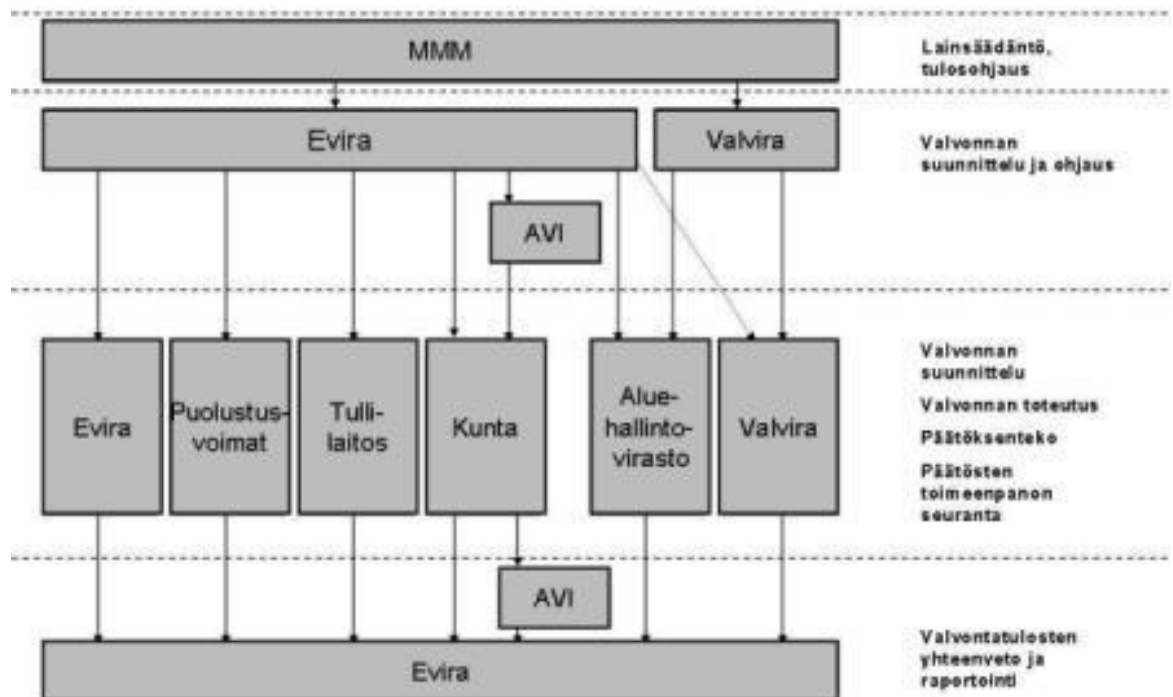 MMM
Lainsäädäntö,
tulosohjaus
Evira
Valvira
Valvonnan
suunnittelu ja ohjaus
AVI
Evira
Puolustus-
voimat
Tulli-
laitos
Kunta
Alue-
hallinto-
virasto
Valvira
Valvonnan
suunnittelu
Valvonnan toteutus
Päätöksenteko
Päätösten
toimeenpanon
seuranta
AVI
Evira
Valvontatulosten
yhteenveto ja
raportointi